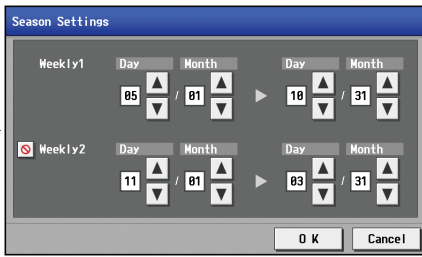 Season Settings
Weekly1 Day Month Day Month
05 / 01 10 / 31
Weekly2 Day Month Day Month
11 / 01 03 / 31
OK Cancel